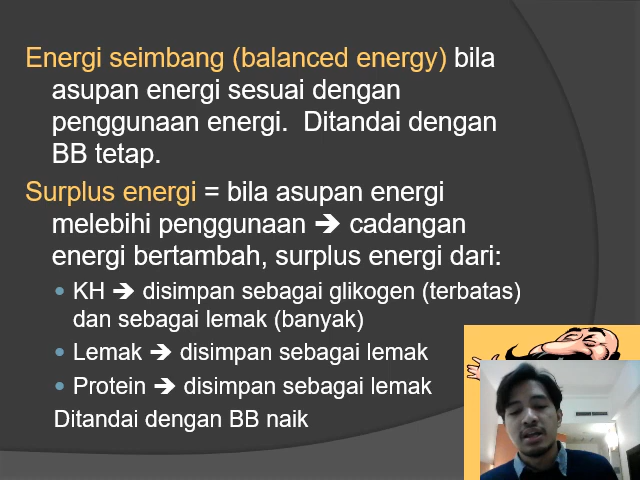 Energi seimbang (balanced energy) bila
asupan energi sesuai dengan
penggunaan energi. Ditandai dengan
BB tetap.
Surplus energi = bila asupan energi
melebihi penggunaan ➔ cadangan
energi bertambah, surplus energi dari:
• KH ➔ disimpan sebagai glikogen (terbatas)
dan sebagai lemak (banyak)
• Lemak ➔ disimpan sebagai lemak
• Protein ➔ disimpan sebagai lemak
Ditandai dengan BB naik